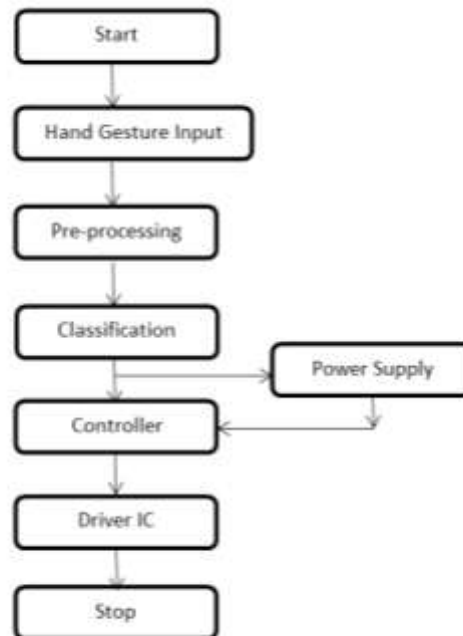 Start
Hand Gesture Input
Pre-processing
Classification
Power Supply
Controller
Driver IC
Stop